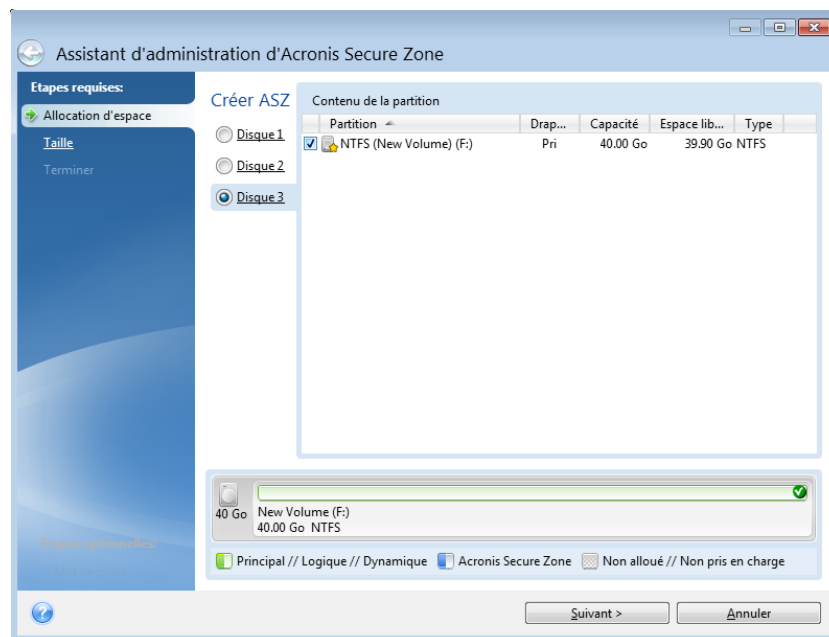 Assistant d'administration d'Acronis Secure Zone
Etapes requises:
Allocation d'espace
Taille
Terminer
Créer ASZ
Disque 1
Disque 2
Disque 3
Contenu de la partition
Partition Drap... Capacité Espace lib... Type
NTFS (New Volume) (F:) Pri 40.00 Go 39.90 Go NTFS
40 Go
New Volume (F:)
40.00 Go NTFS
Principal // Logique // Dynamique Acronis Secure Zone Non alloué // Non pris en charge
Etapes optionnelles:
Suivant > Annuler